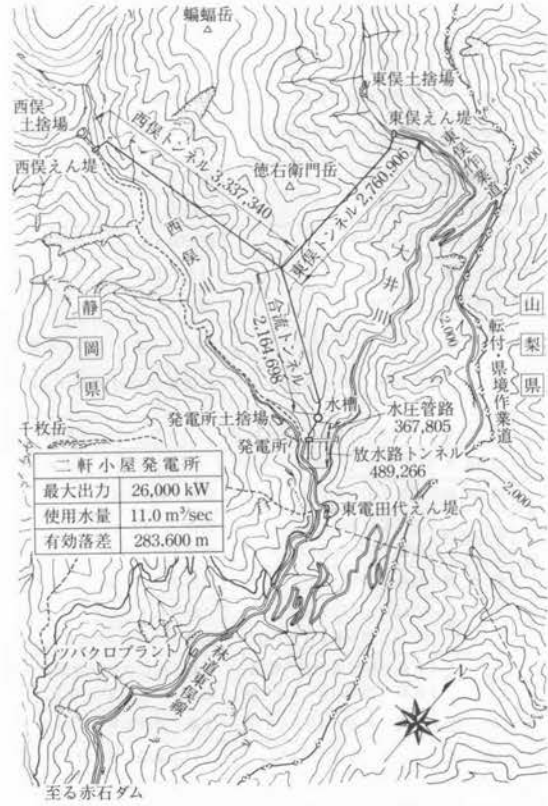 蝙蝠岳
東俣土捨場
東俣えん堤
西俣
土捨場
西俣えん堤
西俣トンネル 3,337,340
徳右衛門岳
東俣トンネル 2,760,906
東俣作業道
2,000
西俣川
大井川
静岡県
山梨県
合流トンネル
2,164,698
2,000
転付・県境作業道
水槽
発電所土捨場
水圧管路
367,805
千枚岳
発電所
放水路トンネル
489,266
二軒小屋発電所
最大出力 26,000 kW
使用水量 11.0 m³/sec
有効落差 283.600 m
2,000
東電田代えん堤
ツバクロプラント
林道東俣線
N
至る赤石ダム